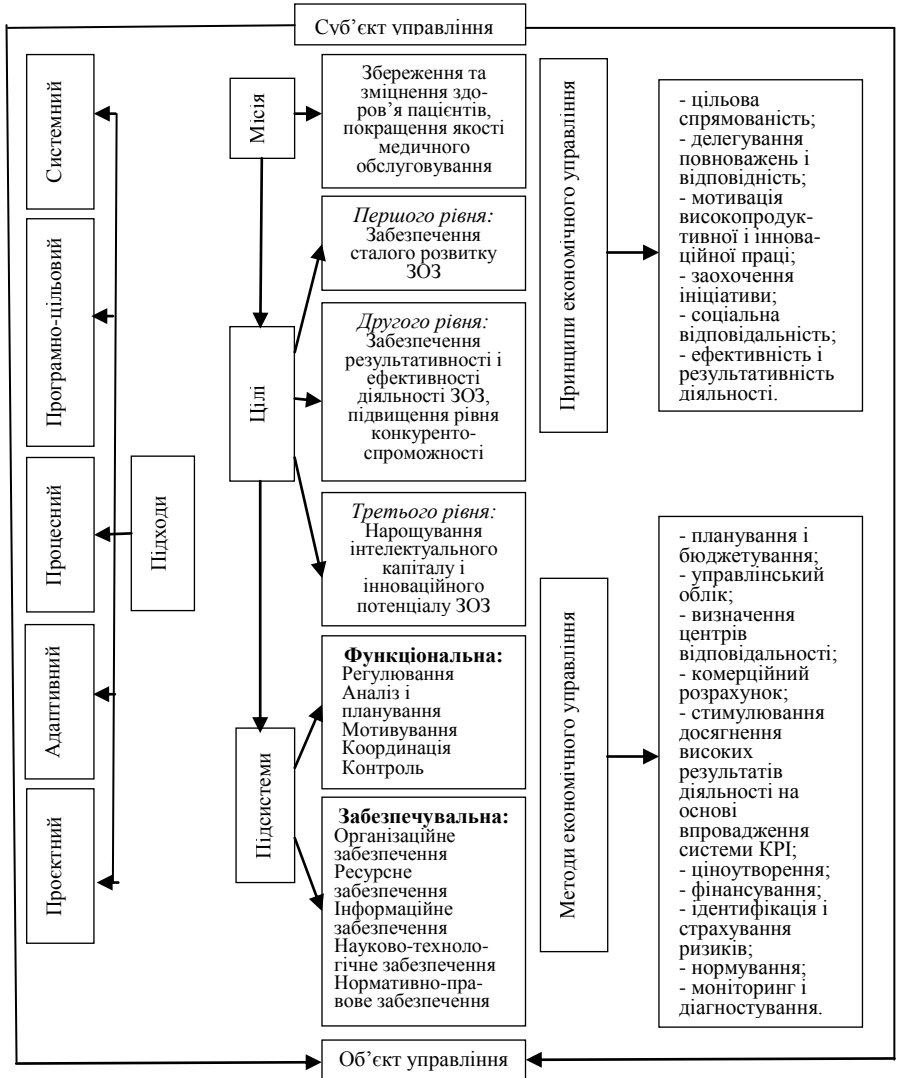 Суб’єкт управління
Системний
Програмно-цільовий
Процесний
Адаптивний
Проєктний
Підходи
Місія
Цілі
Підсистеми
Збереження та
зміцнення здо-
ров’я пацієнтів,
покращення якості
медичного
обслуговування
Першого рівня:
Забезпечення
сталого розвитку
ЗОЗ
Другого рівня:
Забезпечення
результативності і
ефективності
діяльності ЗОЗ,
підвищення рівня
конкуренто-
спроможності
Третього рівня:
Нарощування
інтелектуального
капіталу і
інноваційного
потенціалу ЗОЗ
Функціональна:
Регулювання
Аналіз і
планування
Мотивування
Координація
Контроль
Забезпечувальна:
Організаційне
забезпечення
Ресурсне
забезпечення
Інформаційне
забезпечення
Науково-техноло-
гічне забезпечення
Нормативно-пра-
вове забезпечення
Принципи економічного управління
- цільова
спрямованість;
- делегування
повноважень і
відповідність;
- мотивація
високопродук-
тивної і іннова-
ційної праці;
- заохочення
ініціативи;
- соціальна
відповідальність;
- ефективність і
результативність
діяльності.
Методи економічного управління
- планування і
бюджетування;
- управлінський
облік;
- визначення
центрів
відповідальності;
- комерційний
розрахунок;
- стимулювання
досягнення
високих
результатів
діяльності на
основі
впровадження
системи KPI;
- ціноутворення;
- фінансування;
- ідентифікація і
страхування
ризиків;
- нормування;
- моніторинг і
діагностування.
Об’єкт управління